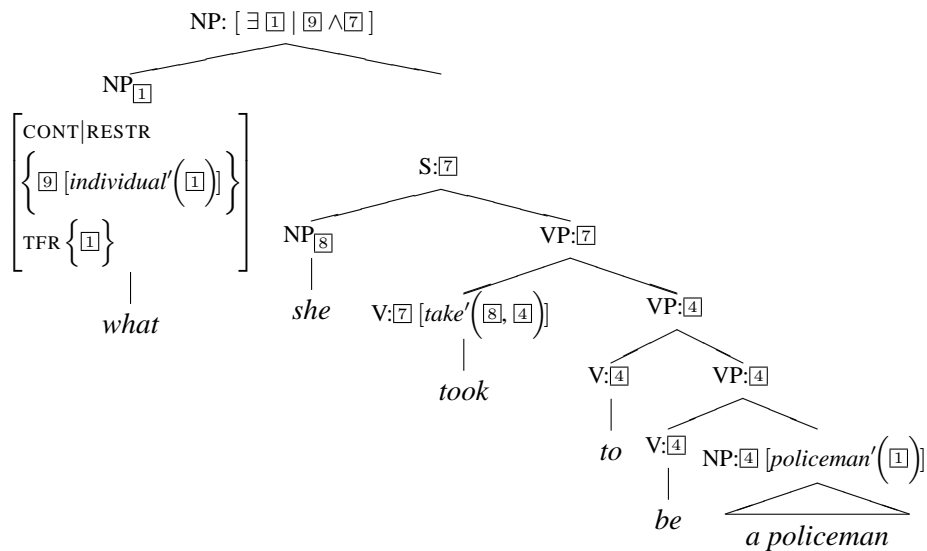 NP: [ ∃ 1 | 9 ∧ 7 ]
NP1
CONT|RESTR
{ 9 [individual′(1)] }
TFR { 1 }
what
S:7
NP8
she
VP:7
V:7 [take′(8, 4)]
took
VP:4
V:4
to
VP:4
V:4
be
NP:4 [policeman′(1)]
a policeman